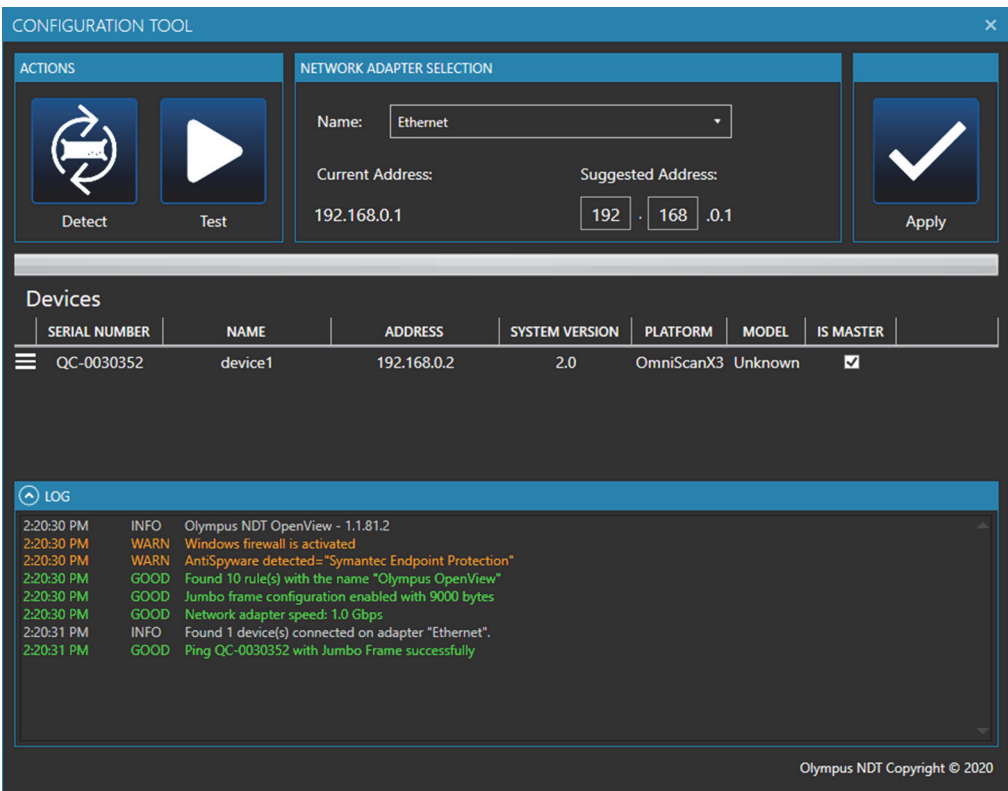 CONFIGURATION TOOL
ACTIONS
Detect
Test
NETWORK ADAPTER SELECTION
Name: Ethernet
Current Address: Suggested Address:
192.168.0.1 192 . 168 .0.1
Apply
Devices
SERIAL NUMBER NAME ADDRESS SYSTEM VERSION PLATFORM MODEL IS MASTER
QC-0030352 device1 192.168.0.2 2.0 OmniScanX3 Unknown
LOG
2:20:30 PM INFO Olympus NDT OpenView - 1.1.81.2
2:20:30 PM WARN Windows firewall is activated
2:20:30 PM WARN AntiSpyware detected="Symantec Endpoint Protection"
2:20:30 PM GOOD Found 10 rule(s) with the name "Olympus OpenView"
2:20:30 PM GOOD Jumbo frame configuration enabled with 9000 bytes
2:20:30 PM GOOD Network adapter speed: 1.0 Gbps
2:20:31 PM INFO Found 1 device(s) connected on adapter "Ethernet".
2:20:31 PM GOOD Ping QC-0030352 with Jumbo Frame successfully
Olympus NDT Copyright © 2020